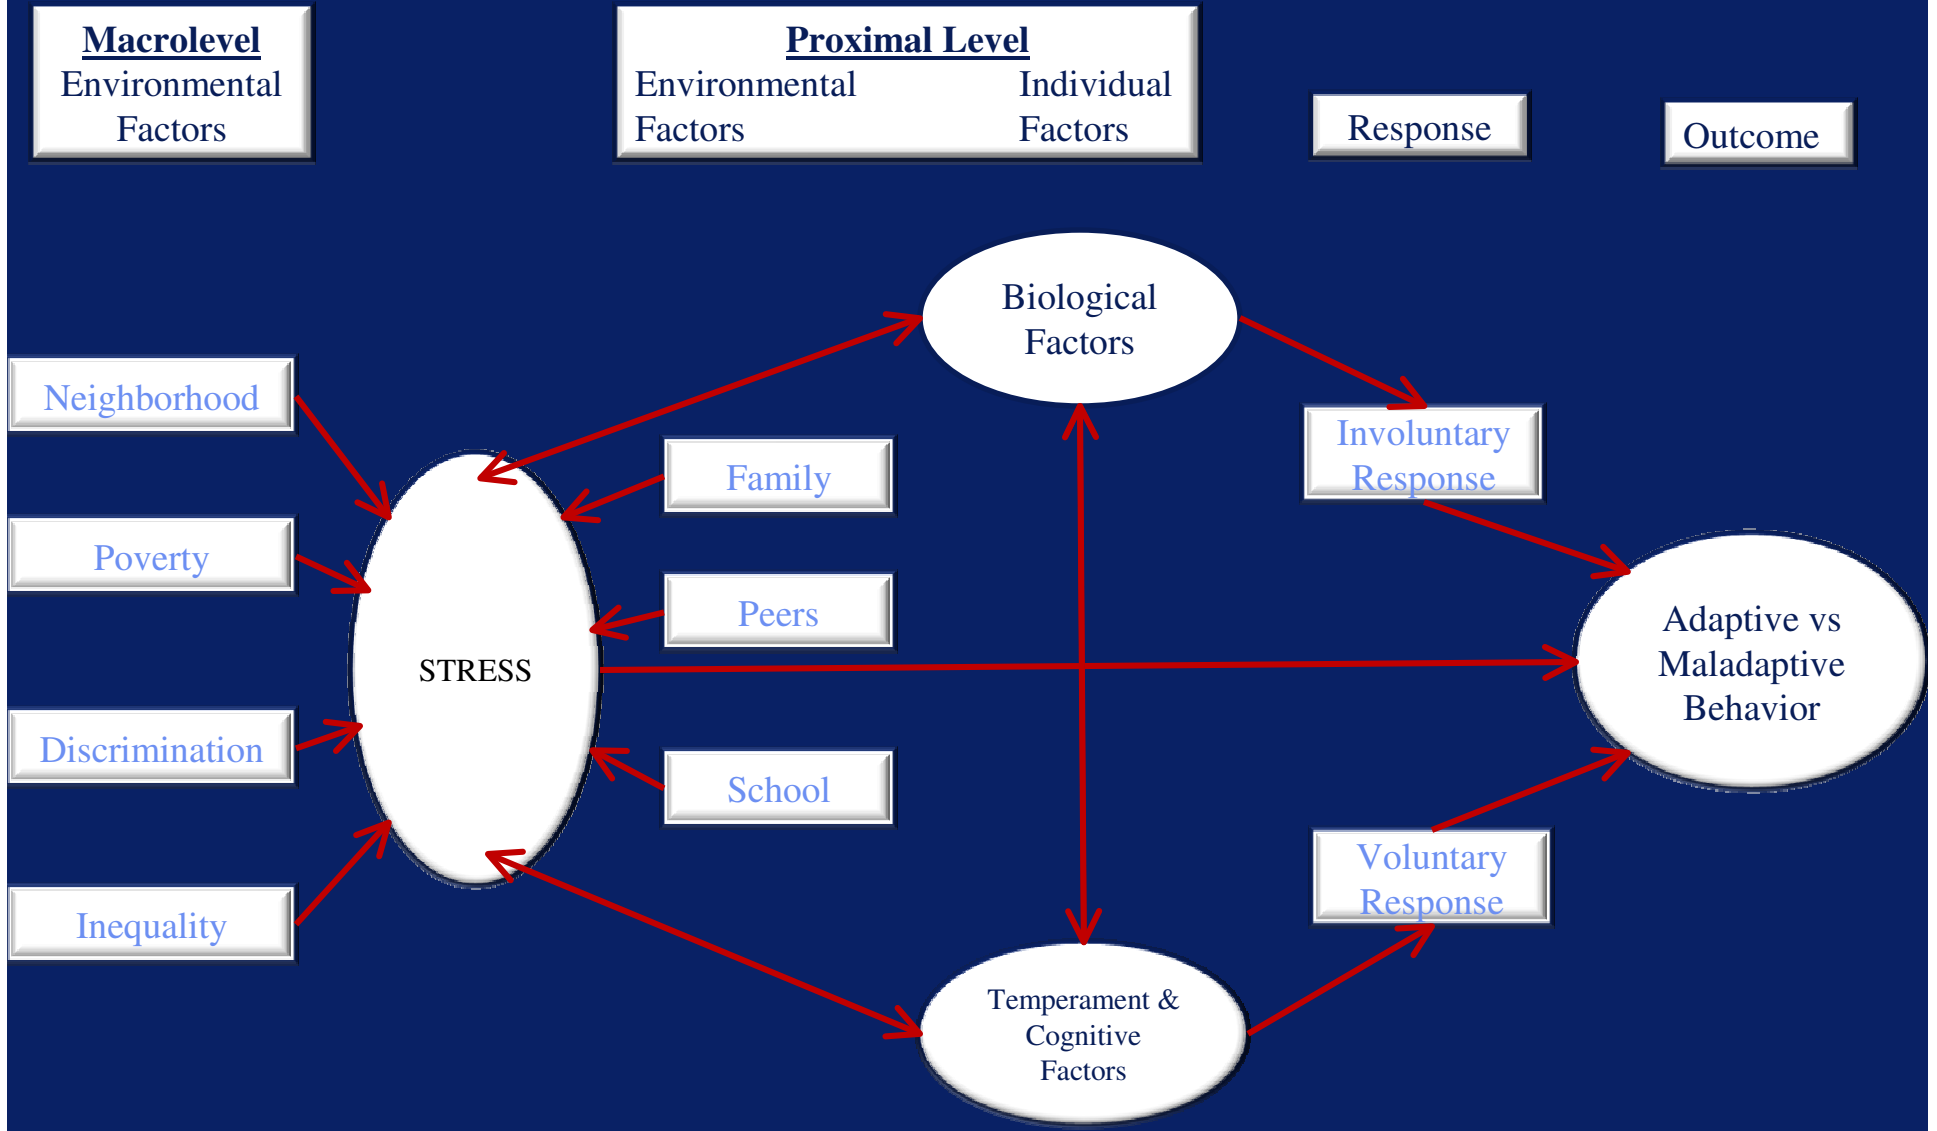 Macrolevel
Environmental
Factors
Proximal Level
Environmental Individual
Factors Factors
Response
Outcome
Biological
Factors
Neighborhood
Involuntary
Response
Family
Poverty
Peers
STRESS
Adaptive vs
Maladaptive
Behavior
Discrimination
School
Voluntary
Response
Inequality
Temperament &
Cognitive
Factors